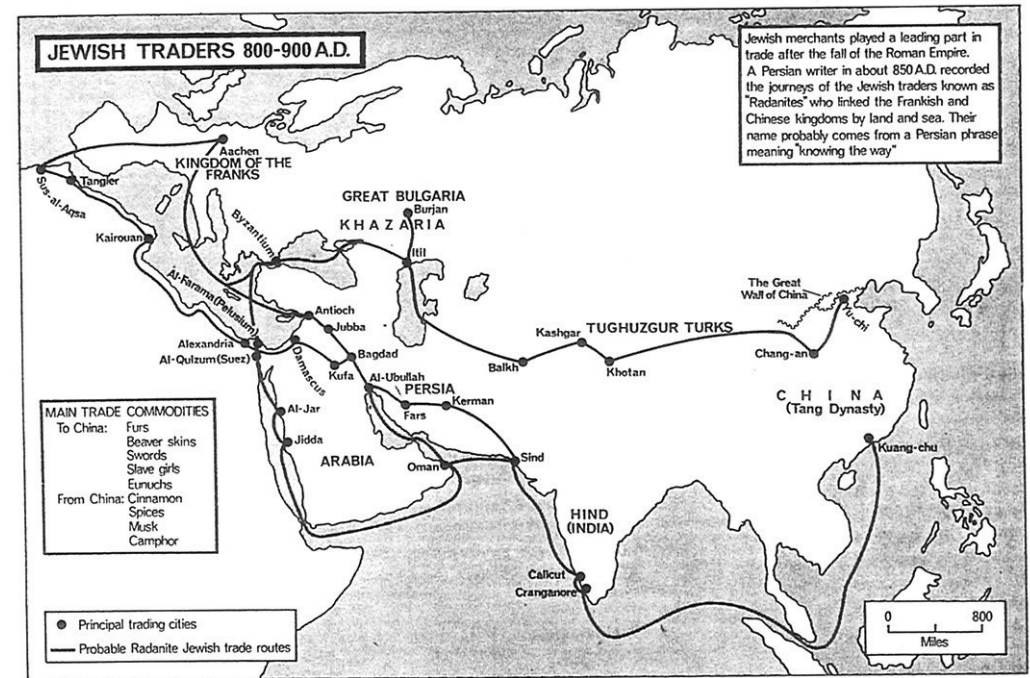 JEWISH TRADERS 800-900 A.D.
Jewish merchants played a leading part in
trade after the fall of the Roman Empire.
A Persian writer in about 850 A.D. recorded
the journeys of the Jewish traders known as
"Radanites" who linked the Frankish and
Chinese kingdoms by land and sea. Their
name probably comes from a Persian phrase
meaning "knowing the way"
Aachen
KINGDOM OF THE
FRANKS
Sus-al-Aqsa
Tangier
Kairouan
GREAT BULGARIA
Burjan
KHAZARIA
Byzantium
Itil
Al-Farama (Pelusium)
The Great
Wall of China
Yu-chi
Antioch
Jubba
Kashgar
TUGHUZGUR TURKS
Alexandria
Al-Qulzum (Suez)
Damascus
Bagdad
Kufa
Balkh
Khotan
Chang-an
Al-Ubullah
PERSIA
Fars
Kerman
CHINA
(Tang Dynasty)
Al-Jar
Jidda
ARABIA
Oman
Sind
Kuang-chu
HIND
(INDIA)
Calicut
Cranganore
MAIN TRADE COMMODITIES
To China: Furs
Beaver skins
Swords
Slave girls
Eunuchs
From China: Cinnamon
Spices
Musk
Camphor
Principal trading cities
Probable Radanite Jewish trade routes
0 800
Miles